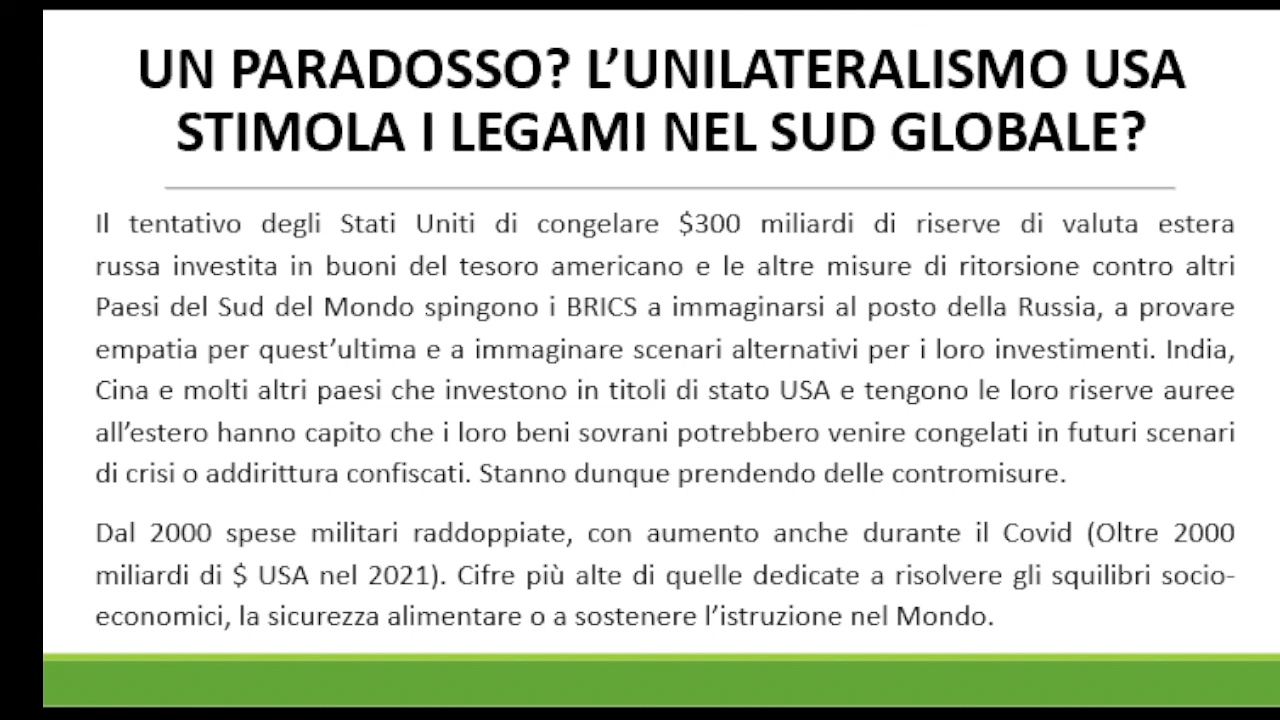 UN PARADOSSO? L’UNILATERALISMO USA
STIMOLA I LEGAMI NEL SUD GLOBALE?
Il tentativo degli Stati Uniti di congelare $300 miliardi di riserve di valuta estera
russa investita in buoni del tesoro americano e le altre misure di ritorsione contro altri
Paesi del Sud del Mondo spingono i BRICS a immaginarsi al posto della Russia, a provare
empatia per quest’ultima e a immaginare scenari alternativi per i loro investimenti. India,
Cina e molti altri paesi che investono in titoli di stato USA e tengono le loro riserve auree
all’estero hanno capito che i loro beni sovrani potrebbero venire congelati in futuri scenari
di crisi o addirittura confiscati. Stanno dunque prendendo delle contromisure.
Dal 2000 spese militari raddoppiate, con aumento anche durante il Covid (Oltre 2000
miliardi di $ USA nel 2021). Cifre più alte di quelle dedicate a risolvere gli squilibri socio-
economici, la sicurezza alimentare o a sostenere l’istruzione nel Mondo.